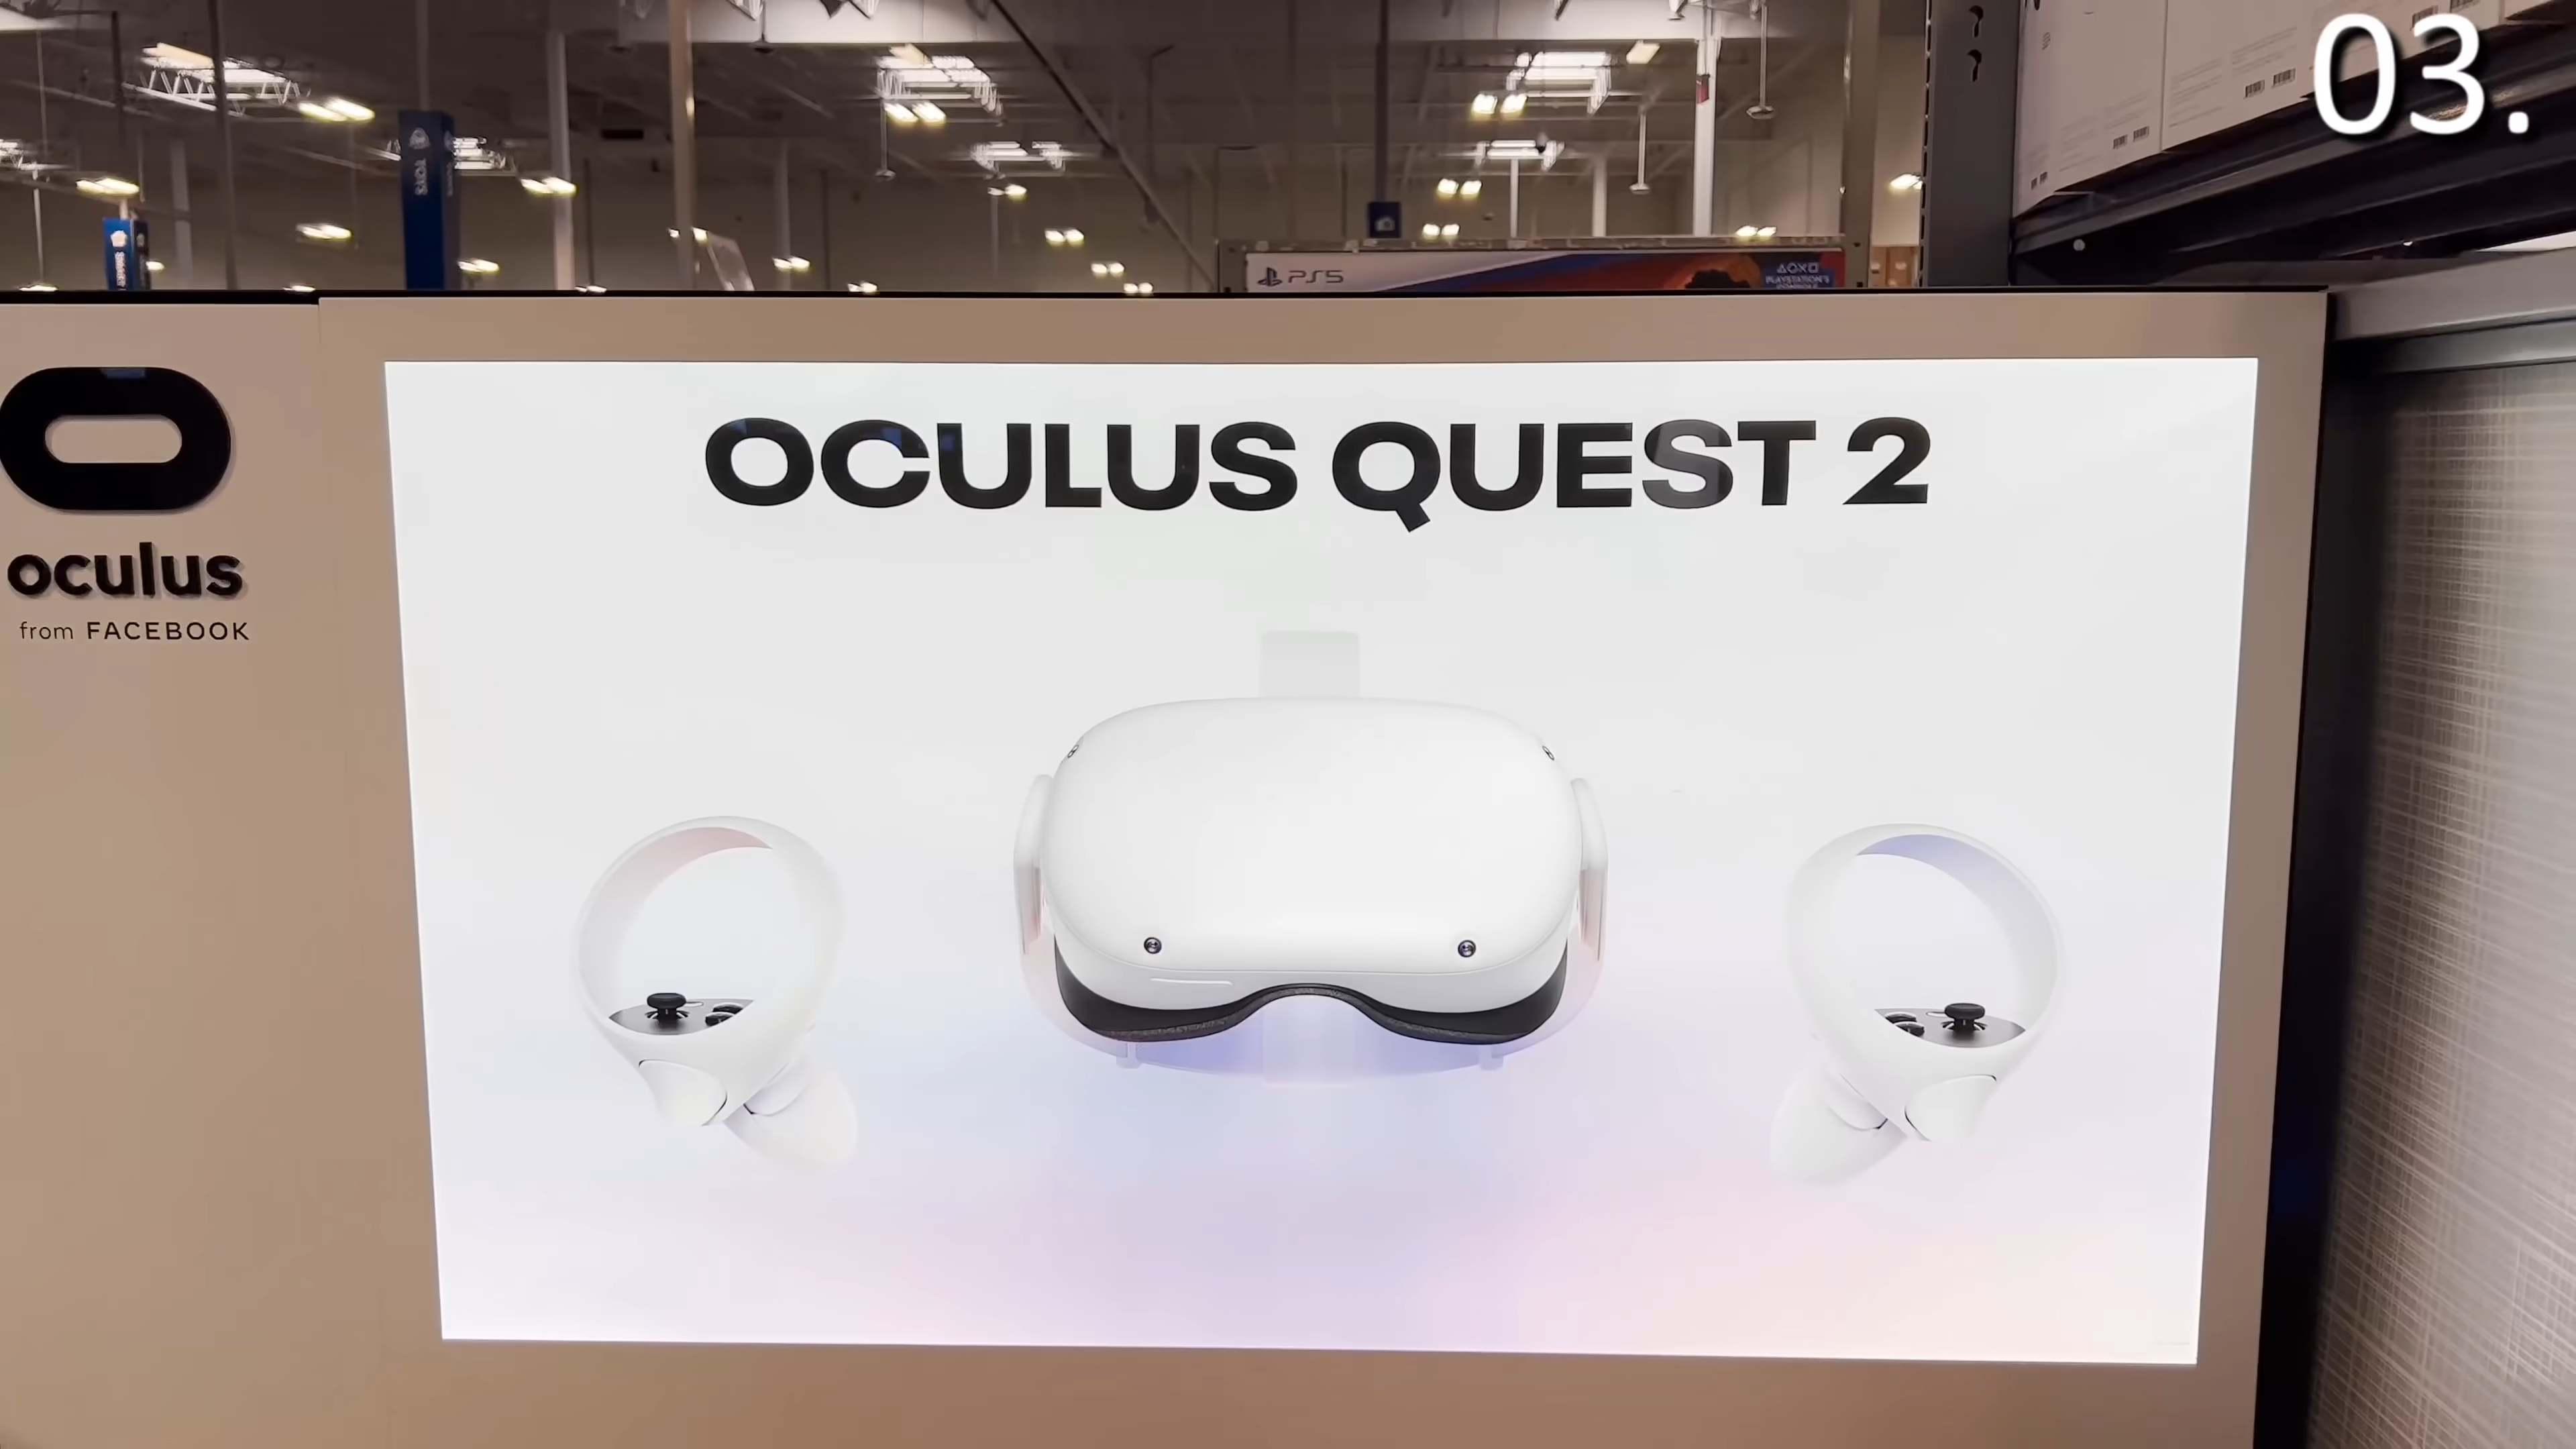 03.
TOYS
PS5
OCULUS QUEST 2
oculus
from FACEBOOK